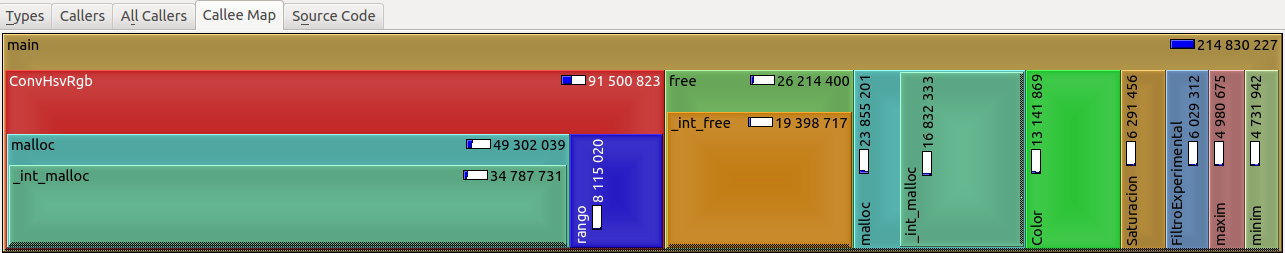 Types Callers All Callers Callee Map Source Code
main 214 830 227
ConvHsvRgb 91 500 823
malloc 49 302 039
_int_malloc 34 787 731
rango 8 115 020
free 26 214 400
_int_free 19 398 717
malloc 23 855 201
_int_malloc 16 832 333
Color 13 141 869
Saturacion 6 291 456
FiltroExperimental 6 029 312
maxim 4 980 675
minim 4 731 942